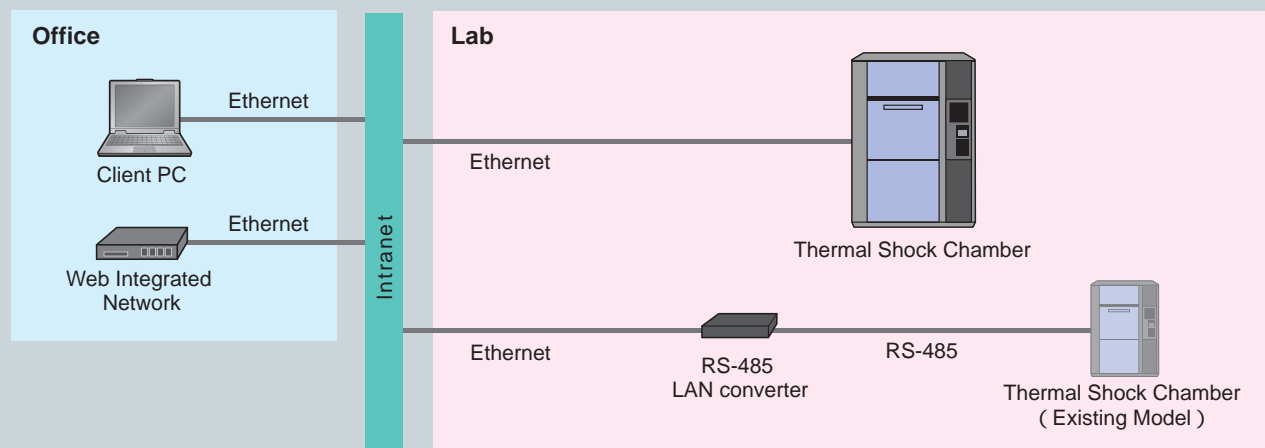 Office
Ethernet
Client PC
Ethernet
Web Integrated
Network
Intranet
Lab
Ethernet
Thermal Shock Chamber
Ethernet
RS-485
LAN converter
RS-485
Thermal Shock Chamber
( Existing Model )